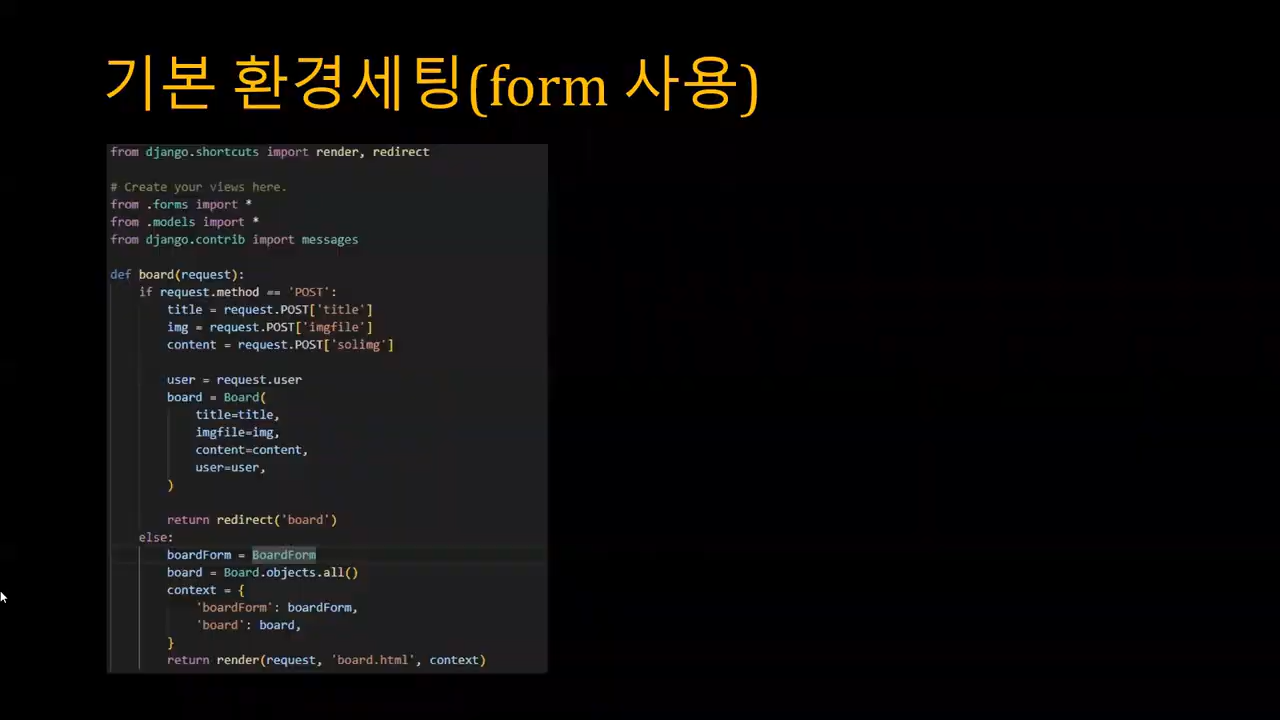 기본 환경세팅(form 사용)
from django.shortcuts import render, redirect
# Create your views here.
from .forms import *
from .models import *
from django.contrib import messages
def board(request):
    if request.method == 'POST':
        title = request.POST['title']
        img = request.POST['imgfile']
        content = request.POST['solimg']
        user = request.user
        board = Board(
            title=title,
            imgfile=img,
            content=content,
            user=user,
        )
        return redirect('board')
    else:
        boardForm = BoardForm
        board = Board.objects.all()
        context = {
            'boardForm': boardForm,
            'board': board,
        }
        return render(request, 'board.html', context)